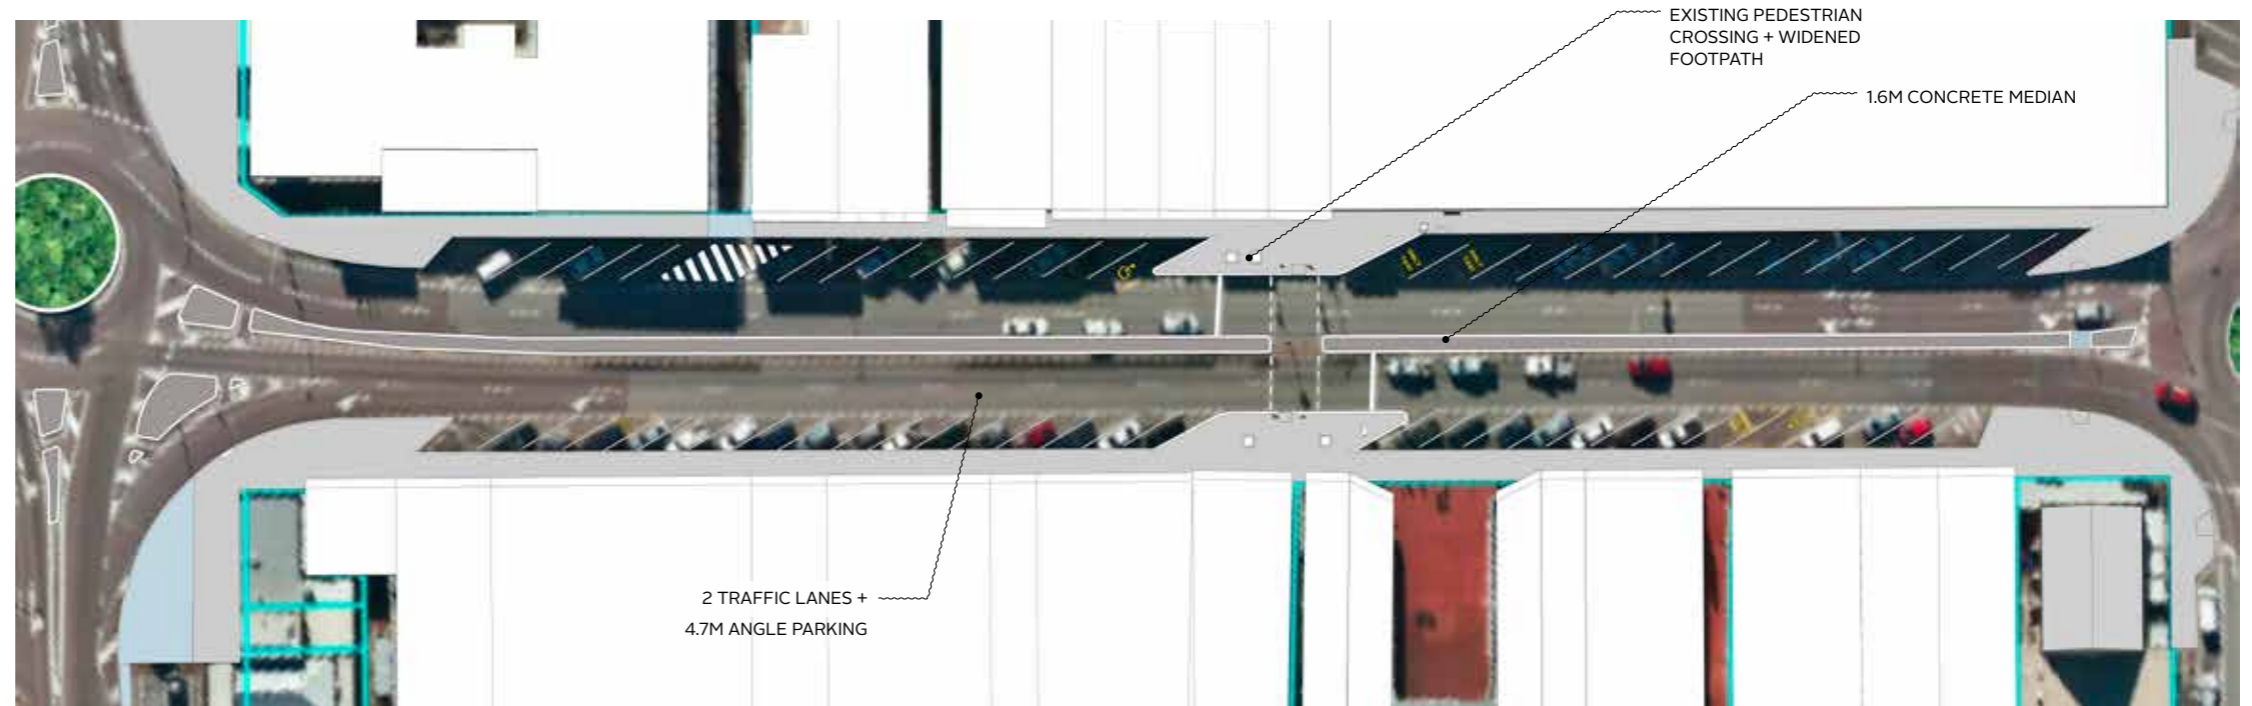 EXISTING PEDESTRIAN
CROSSING + WIDENED
FOOTPATH
1.6M CONCRETE MEDIAN
2 TRAFFIC LANES +
4.7M ANGLE PARKING